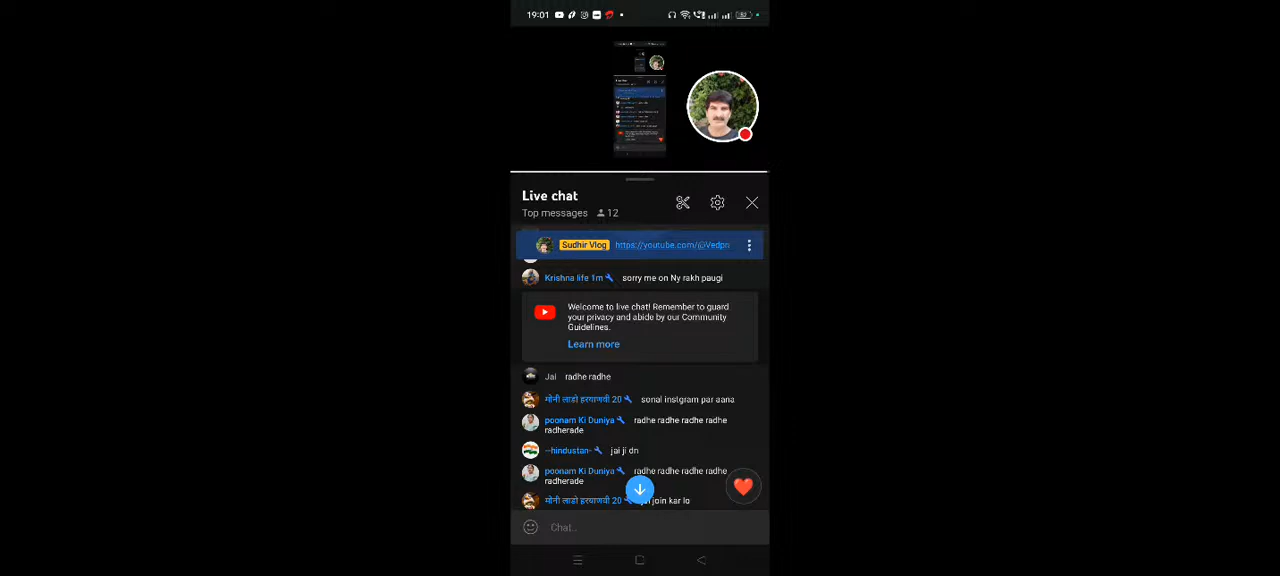 19:01
Live chat
Top messages 12
Sudhir Vlog https://youtube.com/@Vedpri
Krishna life 1m sorry me on Ny rakh paugi
Welcome to live chat! Remember to guard
your privacy and abide by our Community
Guidelines.
Learn more
Jai radhe radhe
मोनी लाडो हरयाणवी 20 sonal instgram par aana
poonam Ki Duniya radhe radhe radhe radhe
radherade
--hindustan- jai ji dn
poonam Ki Duniya radhe radhe radhe radhe
radherade
मोनी लाडो हरयाणवी 20 join kar lo
Chat..